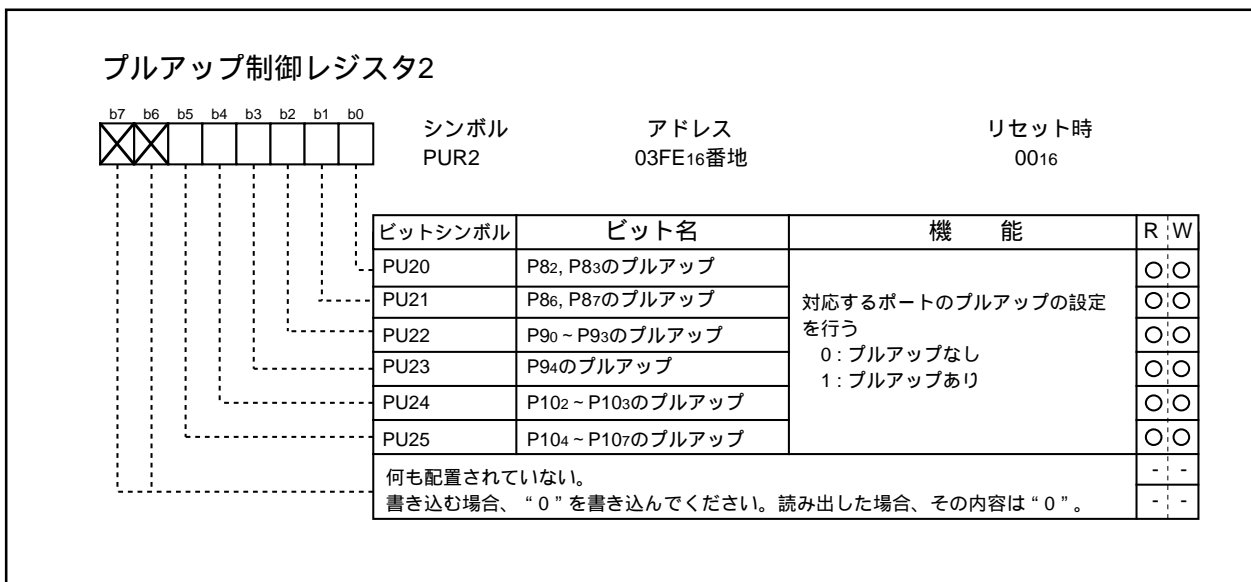 プルアップ制御レジスタ2
b7 b6 b5 b4 b3 b2 b1 b0
シンボル アドレス リセット時
PUR2 03FE16番地 0016
ビットシンボル ビット名 機 能 R W
PU20 P82, P83のプルアップ
PU21 P86, P87のプルアップ
PU22 P90 ~ P93のプルアップ
PU23 P94のプルアップ
PU24 P102 ~ P103のプルアップ
PU25 P104 ~ P107のプルアップ
対応するポートのプルアップの設定
を行う
0 : プルアップなし
1 : プルアップあり
何も配置されていない。 - -
書き込む場合、“ 0 ” を書き込んでください。読み出した場合、その内容は “ 0 ” 。 - -